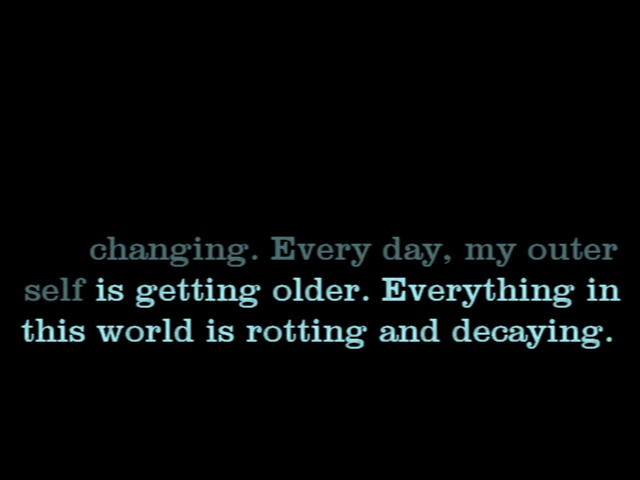 changing. Every day, my outer
self is getting older. Everything in
this world is rotting and decaying.